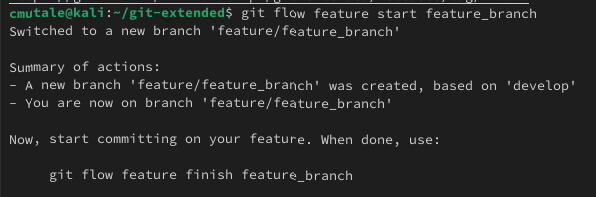 cmutale@kali:~/git-extended$ git flow feature start feature_branch
Switched to a new branch 'feature/feature_branch'
Summary of actions:
- A new branch 'feature/feature_branch' was created, based on 'develop'
- You are now on branch 'feature/feature_branch'
Now, start committing on your feature. When done, use:
git flow feature finish feature_branch